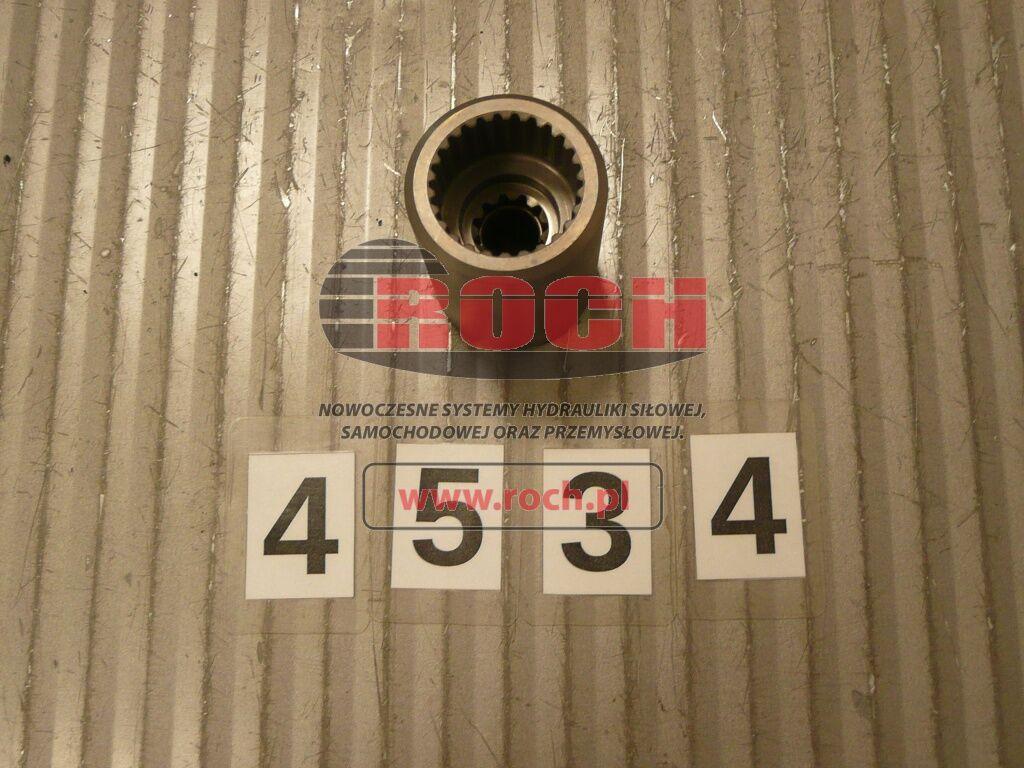 ROCH
NOWOCZESNE SYSTEMY HYDRAULIKI SIŁOWEJ,
SAMOCHODOWEJ ORAZ PRZEMYSŁOWEJ.
www.roch.pl
4 5 3 4